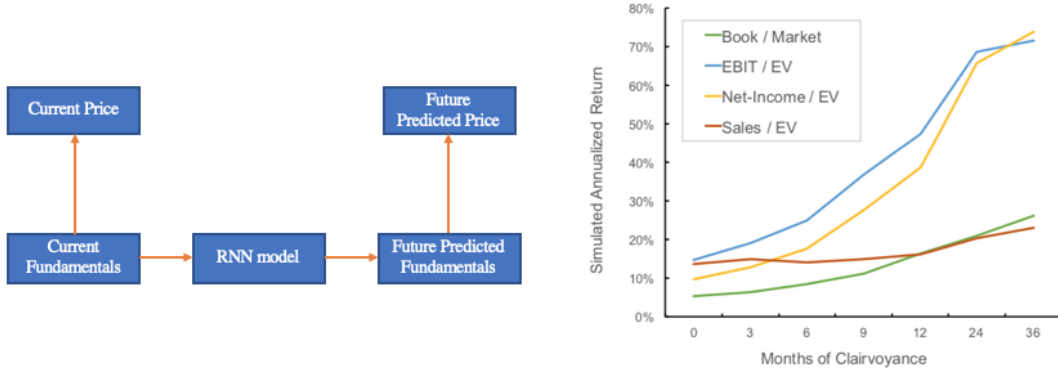 Current Price
Future
Predicted Price
Current
Fundamentals
RNN model
Future Predicted
Fundamentals
Simulated Annualized Return
80%
70%
60%
50%
40%
30%
20%
10%
0%
Book / Market
EBIT / EV
Net-Income / EV
Sales / EV
0 3 6 9 12 24 36
Months of Clairvoyance